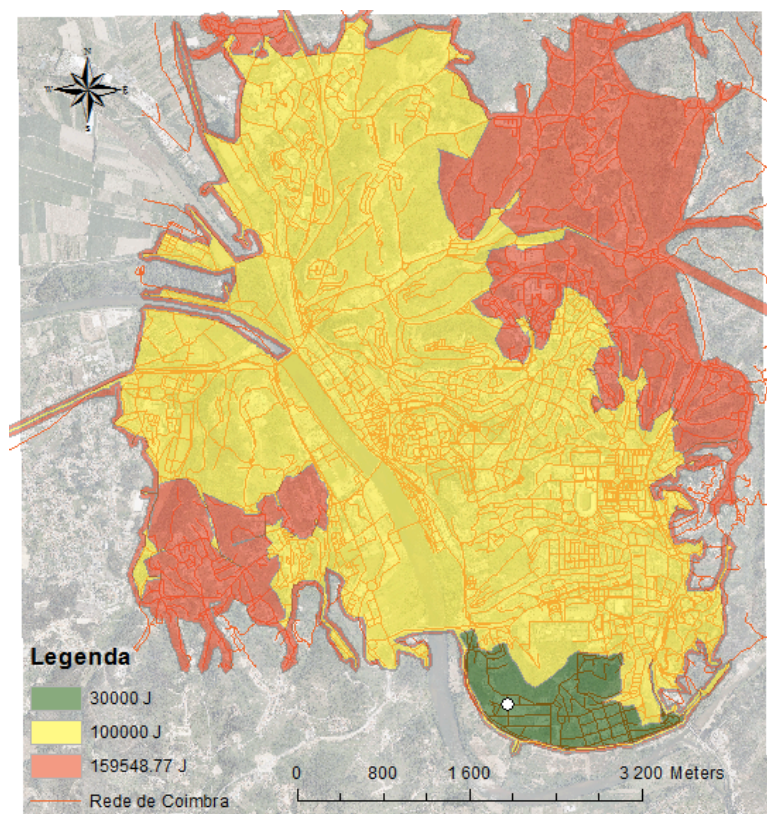 N
W E
S
Legenda
30000 J
100000 J
159548.77 J
Rede de Coimbra
0 800 1 600 3 200 Meters